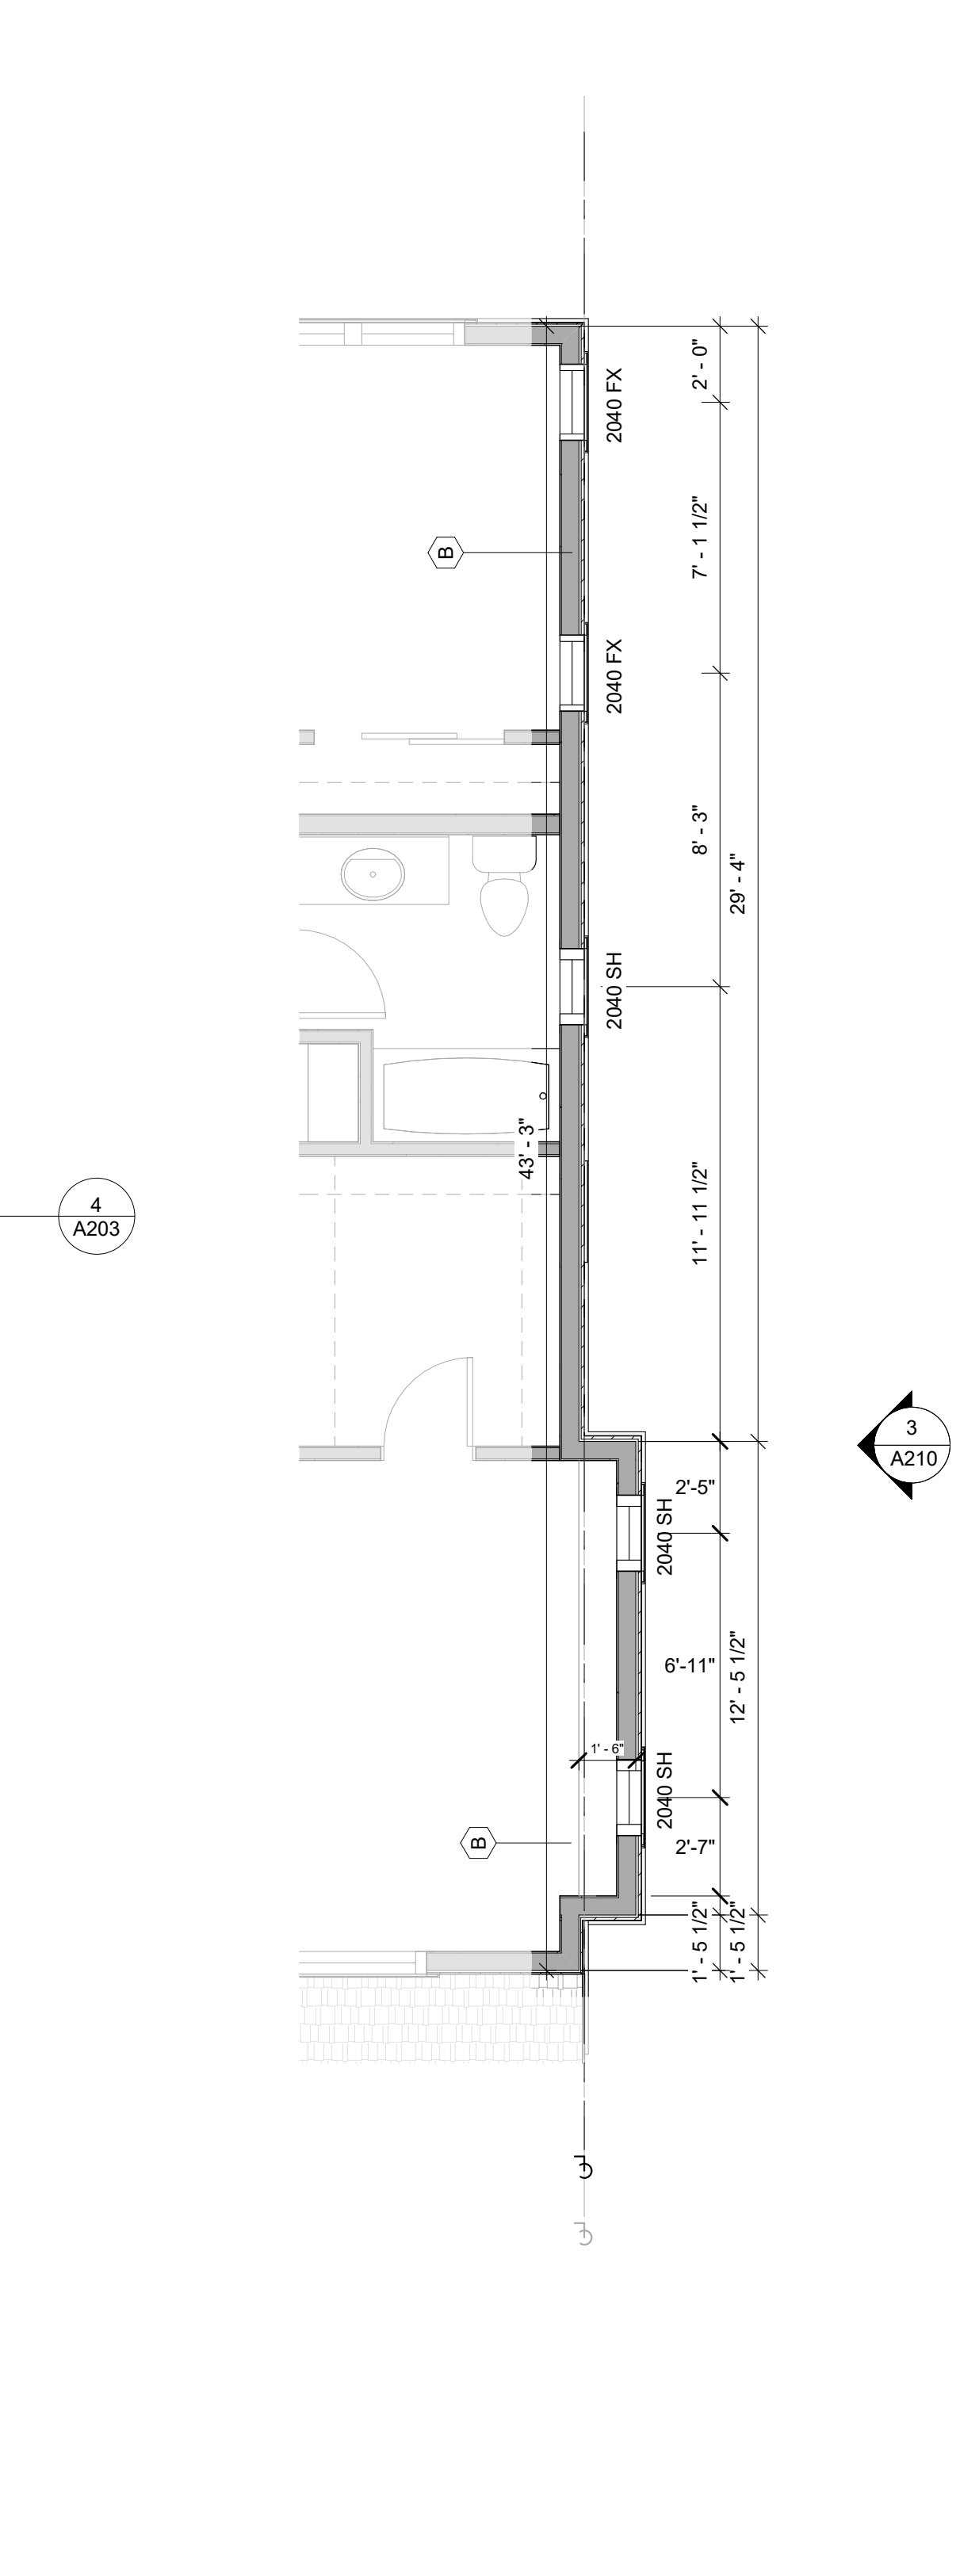 2' - 0"
2040 FX
7' - 1 1/2"
B
2040 FX
8' - 3"
29' - 4"
2040 SH
43' - 3"
11' - 11 1/2"
4
A203
3
A210
2'-5"
2040 SH
6'-11"
12' - 5 1/2"
1' - 6"
2040 SH
B
2'-7"
1' - 5 1/2"
1' - 5 1/2"